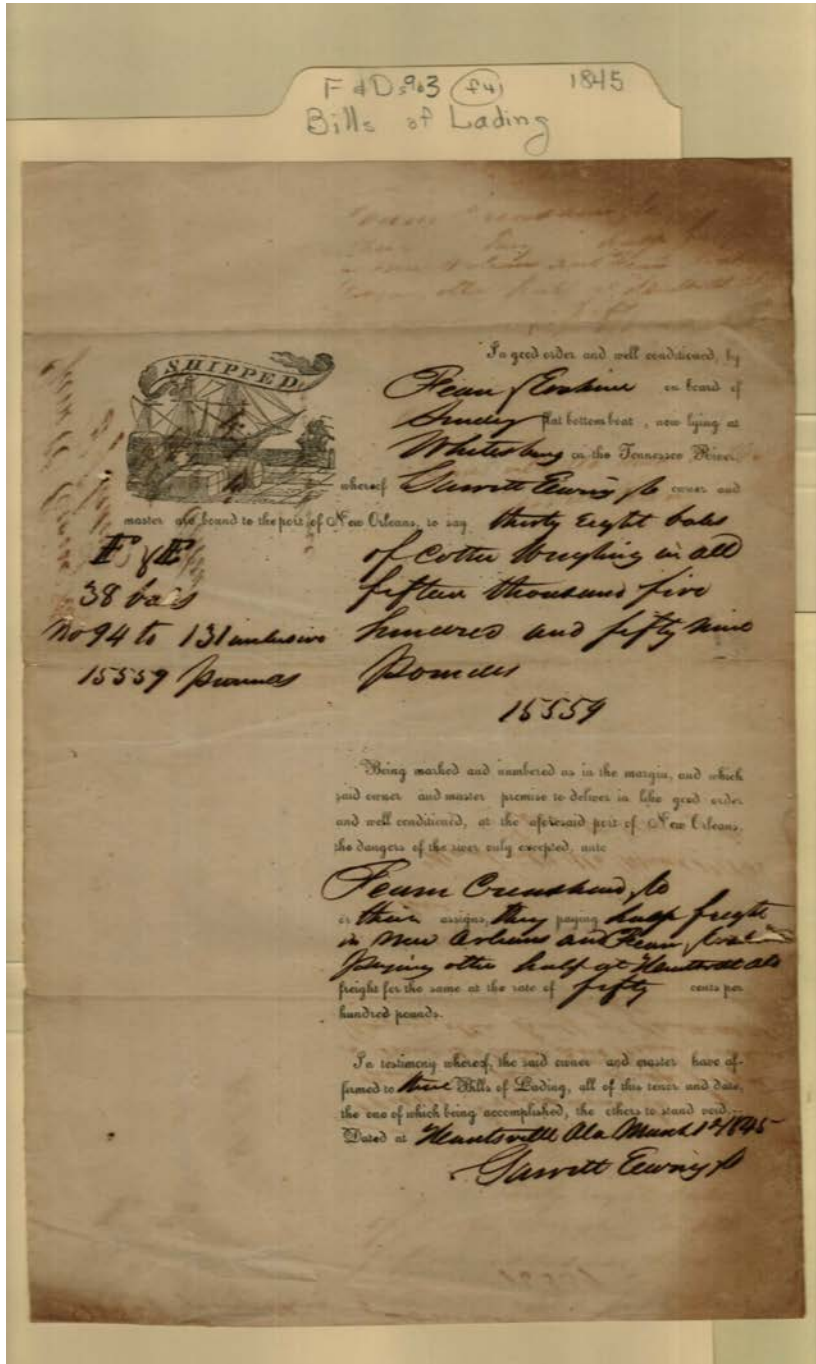 F & D 903 (f4) 1845
Bills of Lading
SHIPPED
In good order and well conditioned, by
Fearn & Erskine on board of
flat bottom boat, now lying at
Whitesburg on the Tennessee River,
whereof Garrett Ewing & Co owner and
master are bound to the port of New Orleans, to say thirty Eight bales
F & E of Cotton Weighing in all
38 bals fifteen thousand five
No 94 to 131 inclusive hundred and fifty nine
15559 Pounds Pounds
15559
Being marked and numbered as in the margin, and which
said owner and master promise to deliver in like good order
and well conditioned, at the aforesaid port of New Orleans,
the dangers of the river only excepted, unto
Fearn & Co
or their assigns, they paying half freight
in New Orleans and Fearn &
Paying other half at Ala
freight for the same at the rate of fifty cents per
hundred pounds.
In testimony whereof, the said owner and master have af-
firmed to three Bills of Lading, all of this tenor and date,
the one of which being accomplished, the others to stand void.
Dated at Huntsville Ala March 1st 1845
Garrett Ewing & Co